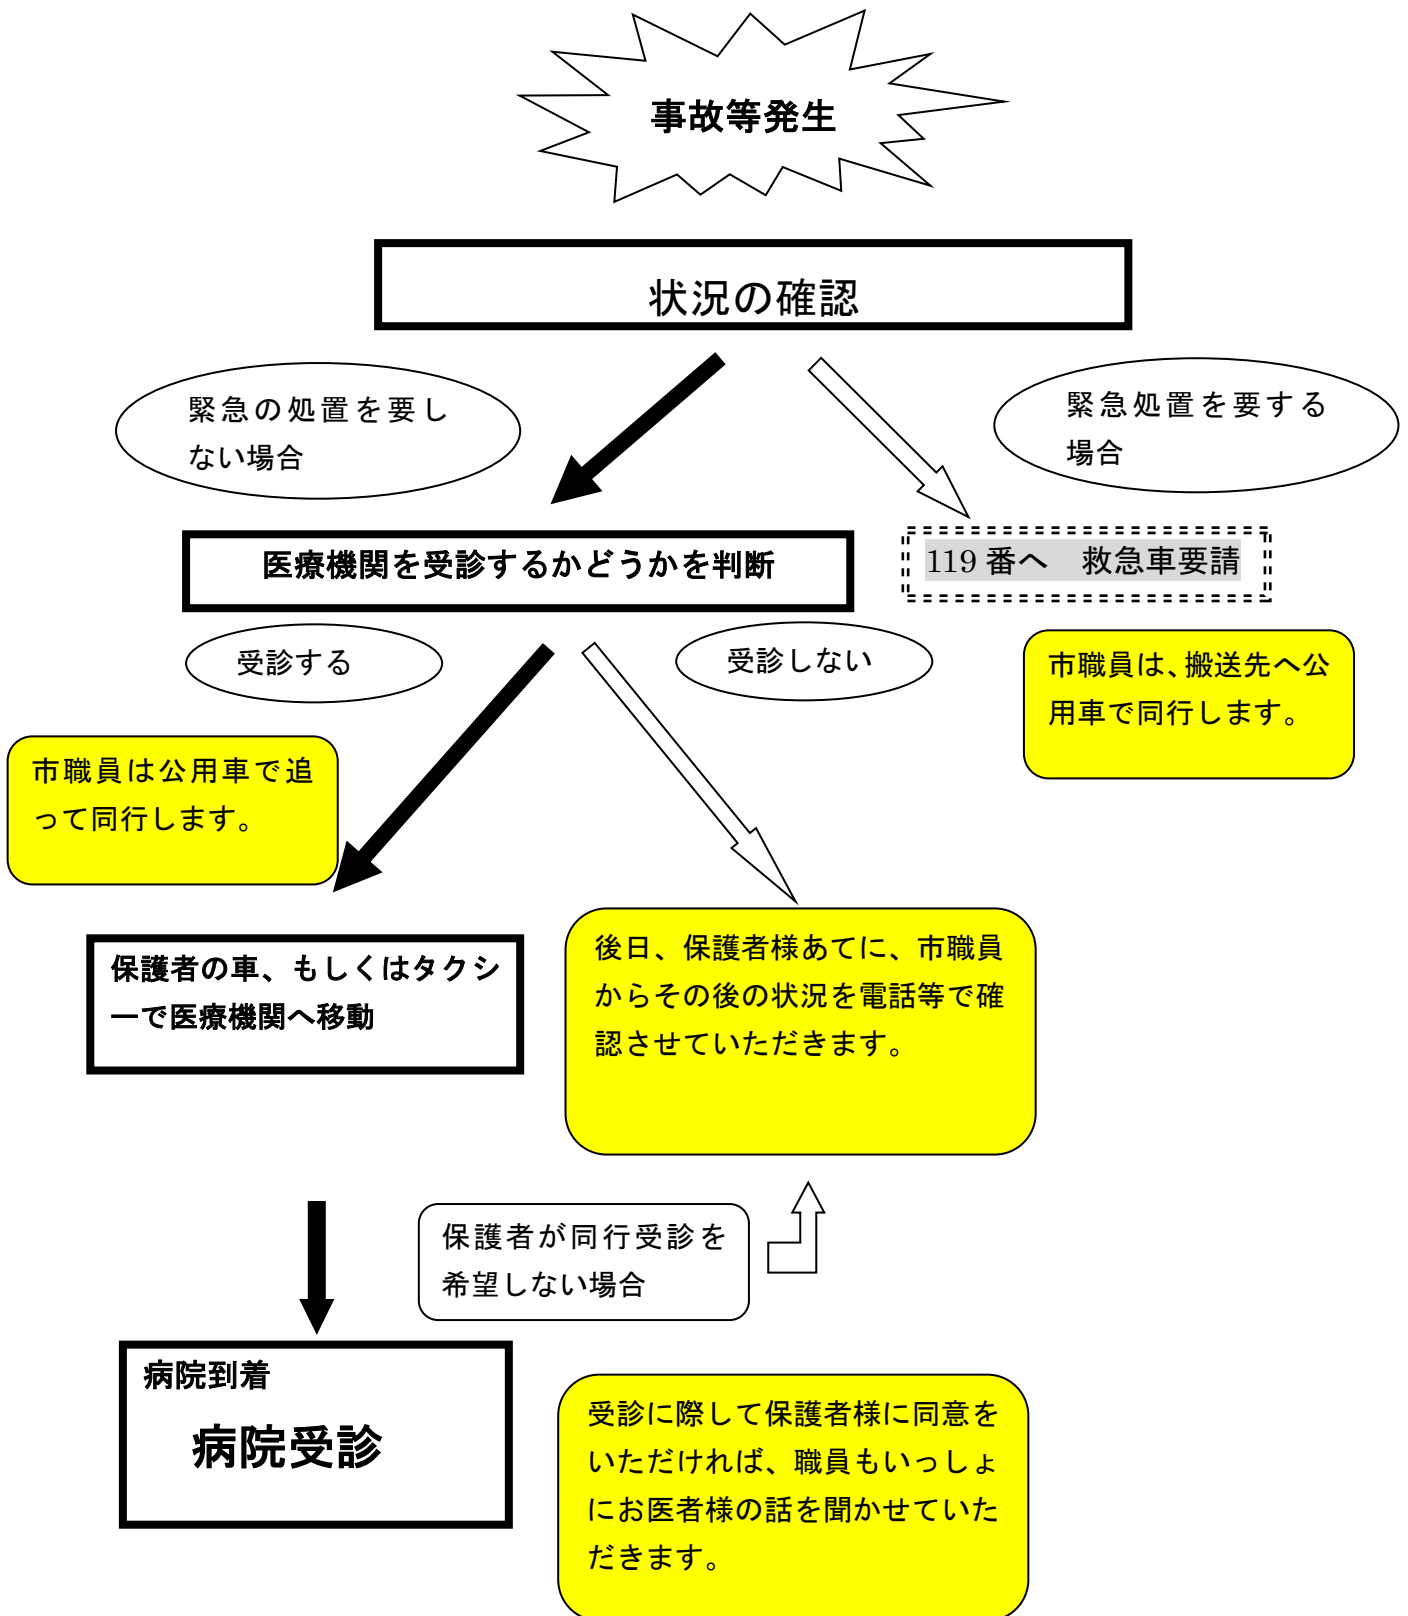 事故等発生
状況の確認
緊急の処置を要し
ない場合
緊急処置を要する
場合
医療機関を受診するかどうかを判断
119 番へ　救急車要請
受診する
受診しない
市職員は、搬送先へ公
用車で同行します。
市職員は公用車で追
って同行します。
保護者の車、もしくはタクシ
ーで医療機関へ移動
後日、保護者様あてに、市職員
からその後の状況を電話等で確
認させていただきます。
保護者が同行受診を
希望しない場合
病院到着
病院受診
受診に際して保護者様に同意を
いただければ、職員もいっしょ
にお医者様の話を聞かせていた
だきます。